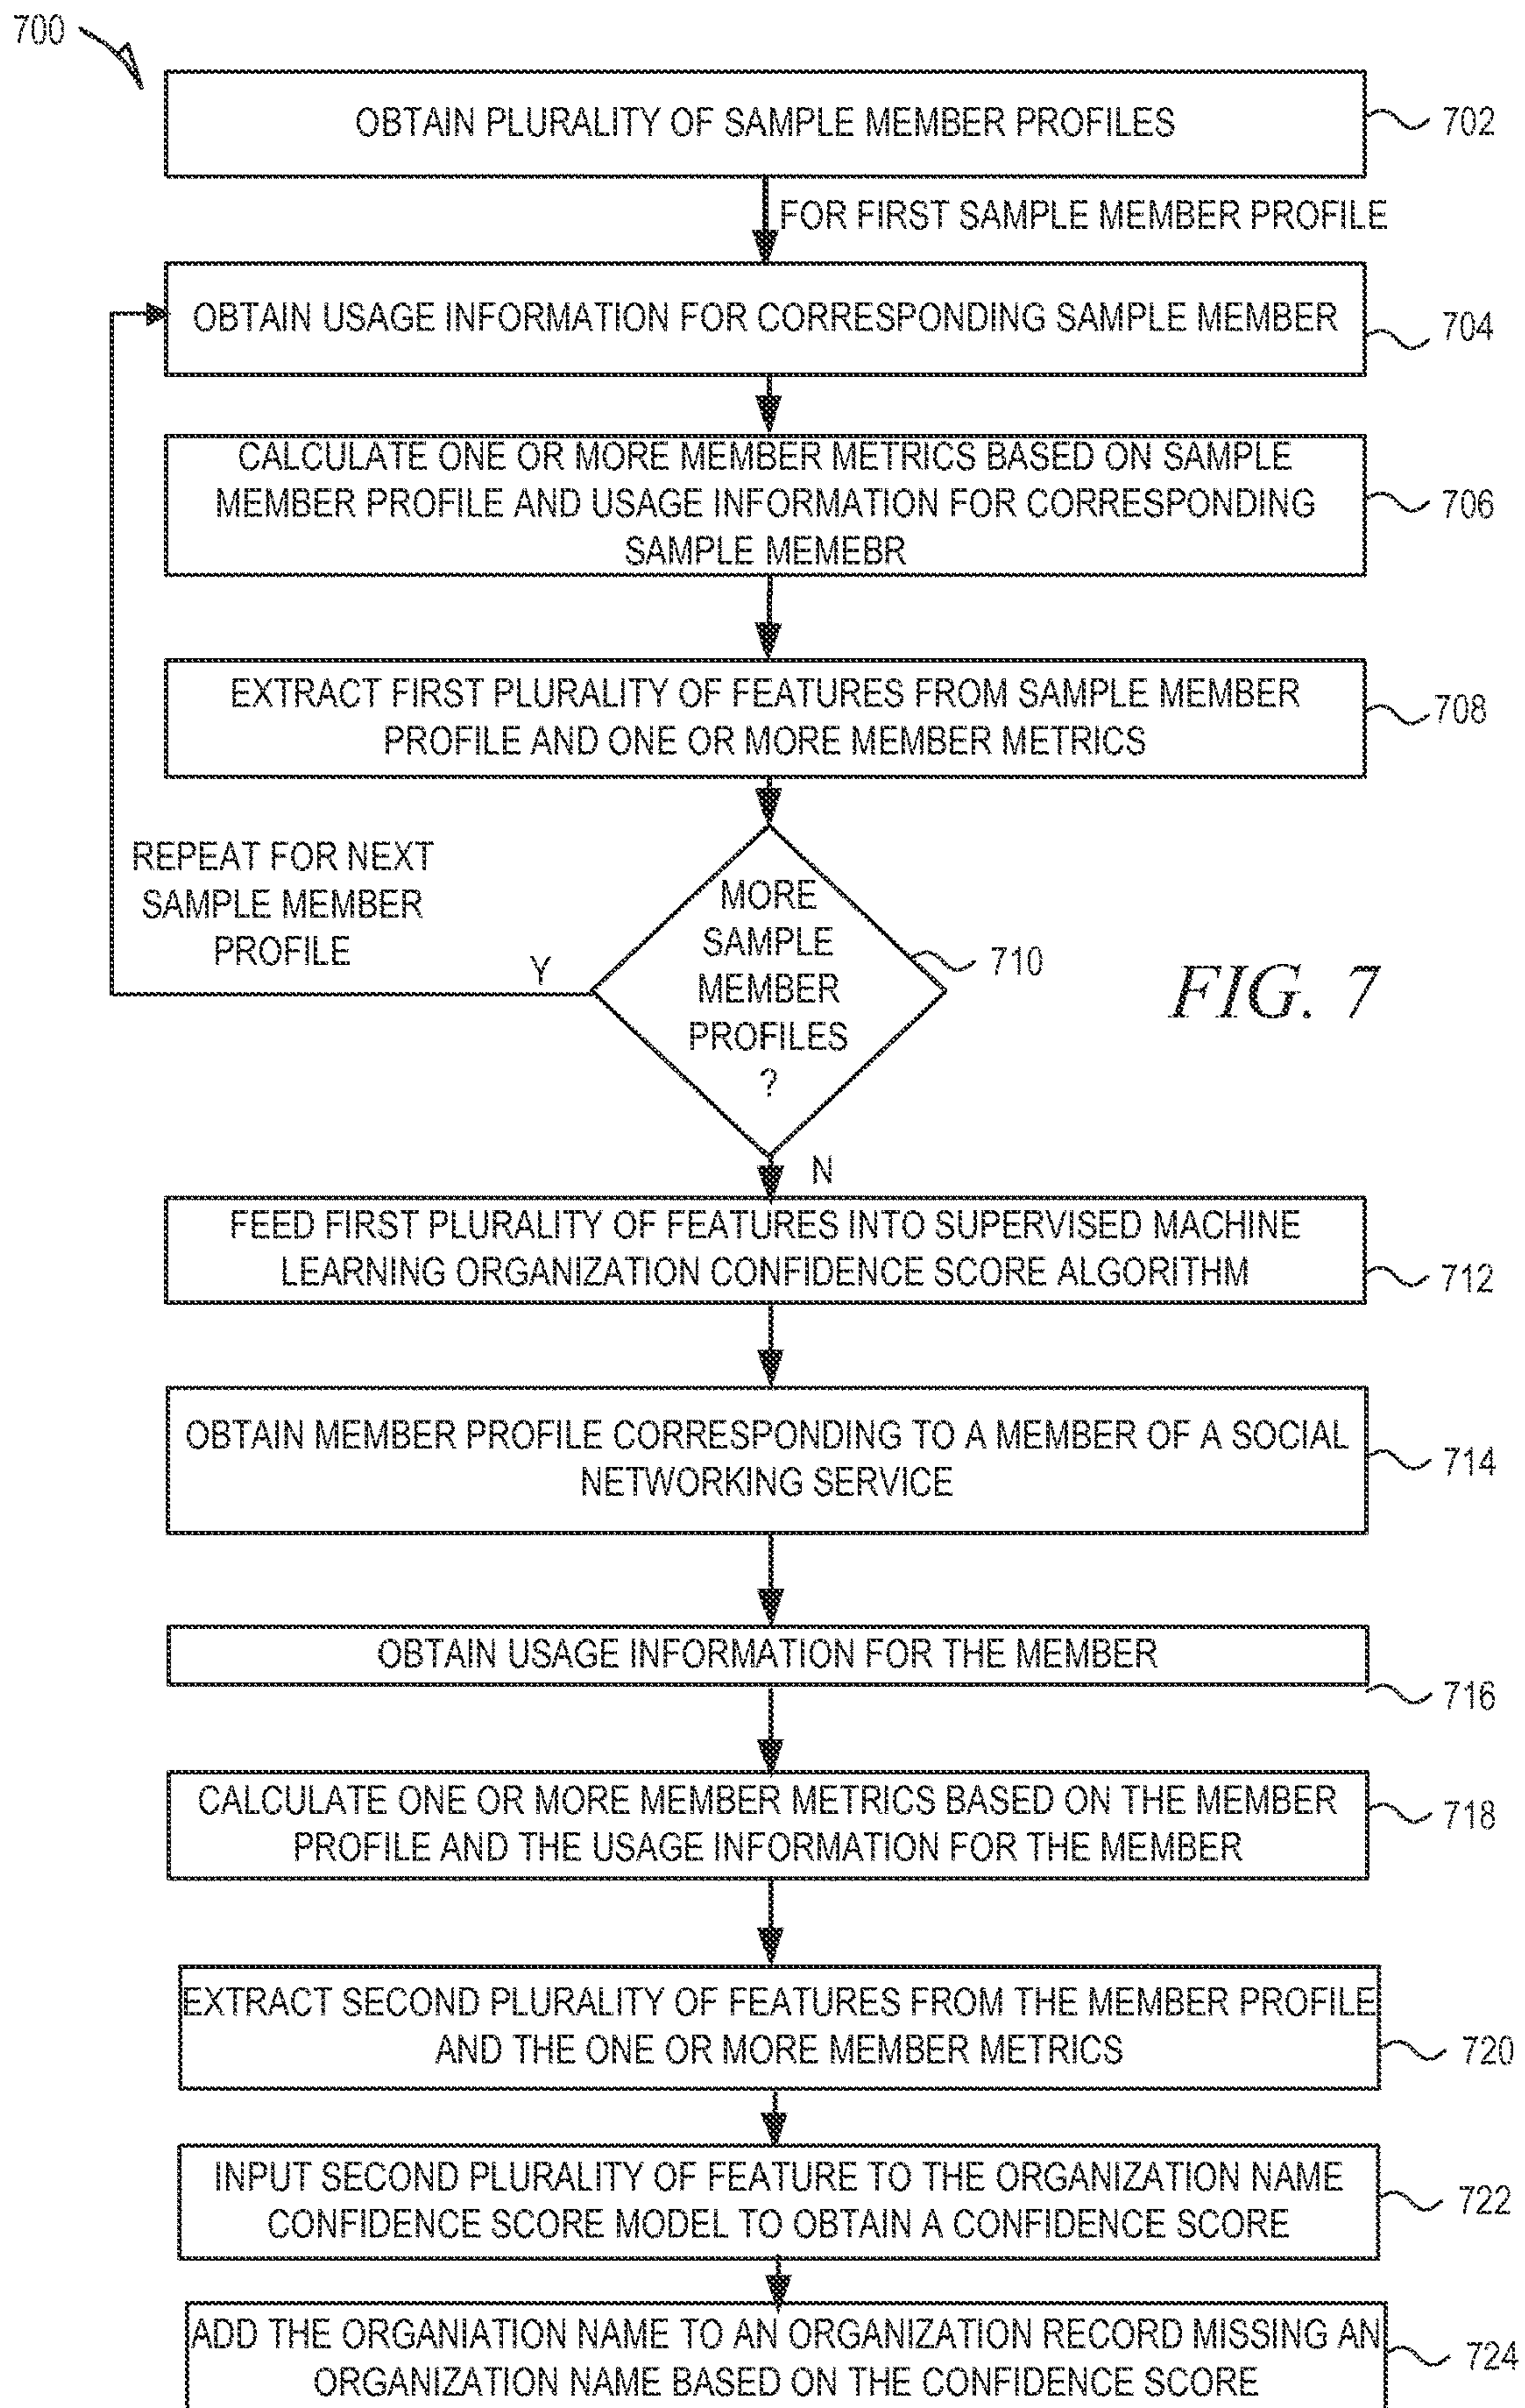 700
OBTAIN PLURALITY OF SAMPLE MEMBER PROFILES
702
FOR FIRST SAMPLE MEMBER PROFILE
OBTAIN USAGE INFORMATION FOR CORRESPONDING SAMPLE MEMBER
704
CALCULATE ONE OR MORE MEMBER METRICS BASED ON SAMPLE
MEMBER PROFILE AND USAGE INFORMATION FOR CORRESPONDING
SAMPLE MEMEBR
706
EXTRACT FIRST PLURALITY OF FEATURES FROM SAMPLE MEMBER
PROFILE AND ONE OR MORE MEMBER METRICS
708
REPEAT FOR NEXT
SAMPLE MEMBER
PROFILE
Y
MORE
SAMPLE
MEMBER
PROFILES
?
710
FIG. 7
N
FEED FIRST PLURALITY OF FEATURES INTO SUPERVISED MACHINE
LEARNING ORGANIZATION CONFIDENCE SCORE ALGORITHM
712
OBTAIN MEMBER PROFILE CORRESPONDING TO A MEMBER OF A SOCIAL
NETWORKING SERVICE
714
OBTAIN USAGE INFORMATION FOR THE MEMBER
716
CALCULATE ONE OR MORE MEMBER METRICS BASED ON THE MEMBER
PROFILE AND THE USAGE INFORMATION FOR THE MEMBER
718
EXTRACT SECOND PLURALITY OF FEATURES FROM THE MEMBER PROFILE
AND THE ONE OR MORE MEMBER METRICS
720
INPUT SECOND PLURALITY OF FEATURE TO THE ORGANIZATION NAME
CONFIDENCE SCORE MODEL TO OBTAIN A CONFIDENCE SCORE
722
ADD THE ORGANIATION NAME TO AN ORGANIZATION RECORD MISSING AN
ORGANIZATION NAME BASED ON THE CONFIDENCE SCORE
724